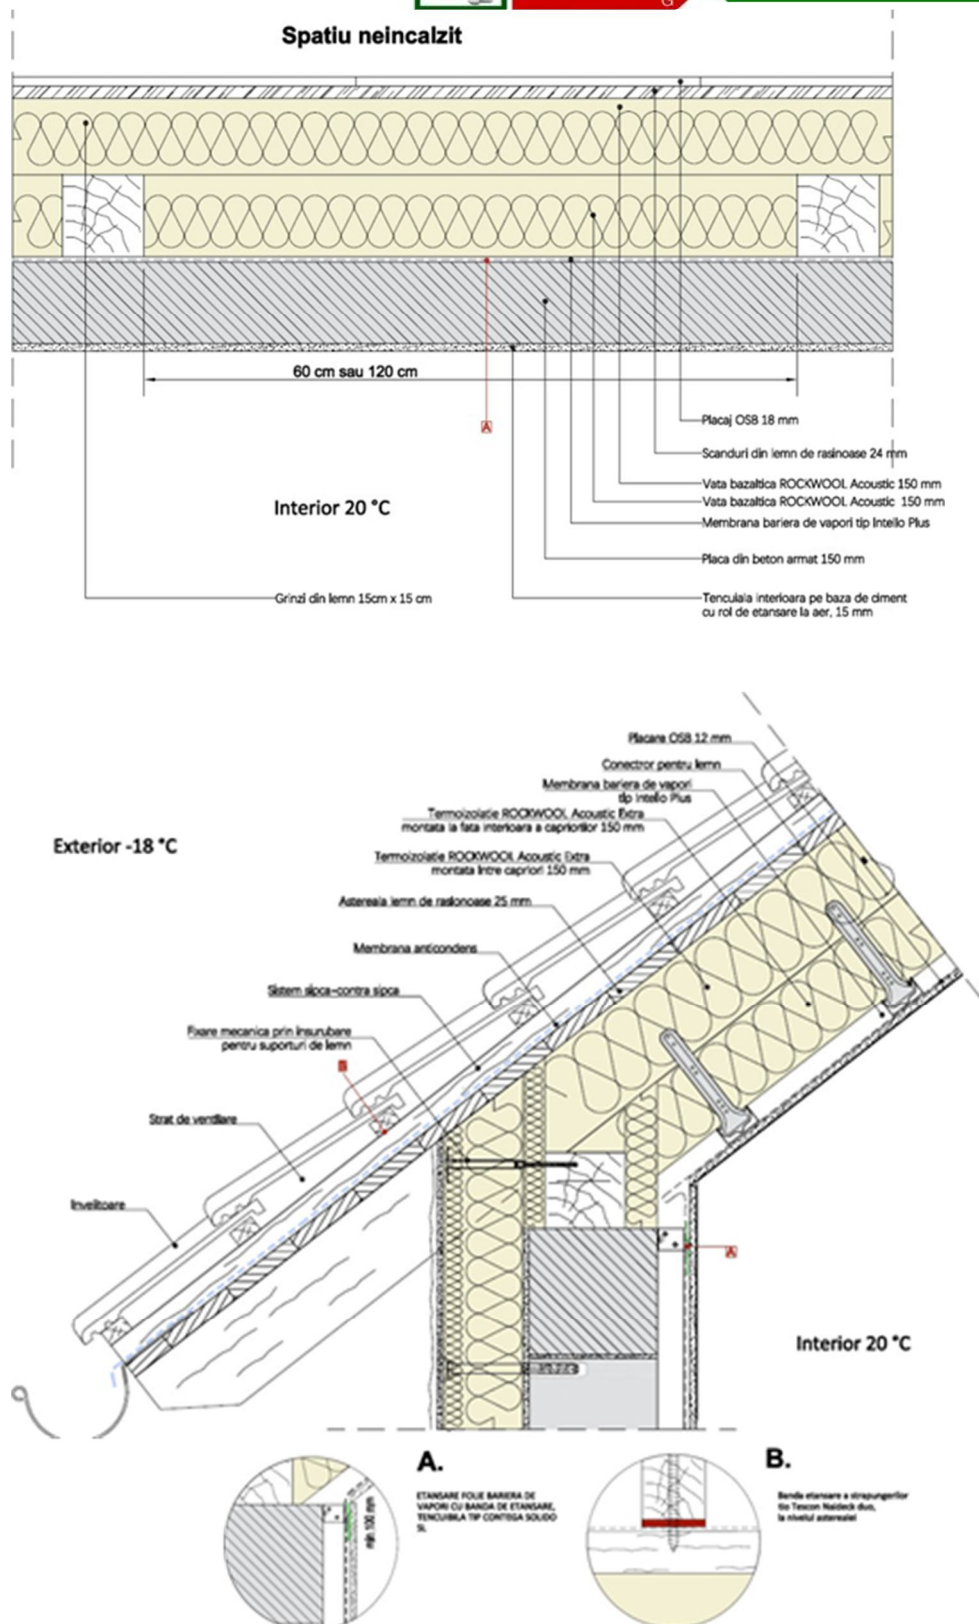 G
Spatiu neincalzit
60 cm sau 120 cm
A
Placaj OSB 18 mm
Scanduri din lemn de rasinoase 24 mm
Vata bazaltica ROCKWOOL Acoustic 150 mm
Vata bazaltica ROCKWOOL Acoustic 150 mm
Interior 20 °C
Membrana bariera de vapori tip Intello Plus
Placa din beton armat 150 mm
Grinzi din lemn 15cm x 15 cm
Tencuiala interioara pe baza de ciment
cu rol de etansare la aer, 15 mm
Placare OSB 12 mm
Conectror pentru lemn
Membrana bariera de vapori
tip Intello Plus
Termoizolatie ROCKWOOL Acoustic Extra
montata la fata interioara a capriorilor 150 mm
Exterior -18 °C
Termoizolatie ROCKWOOL Acoustic Extra
montata intre capriori 150 mm
Astereala lemn de rasionoase 25 mm
Membrana anticondens
Sistem sipca-contra sipca
Fixare mecanica prin insurubare
pentru suporturi de lemn
B
Strat de ventilare
Invelitoare
A
Interior 20 °C
A.
ETANSARE FOLIE BARIERA DE
VAPORI CU BANDA DE ETANSARE,
TENCUIBILA TIP CONTEGA SOLIDO
SL
min 100 mm
B.
Banda etansare a strapungerilor
tip Tescon Naideck duo,
la nivelul asterealei